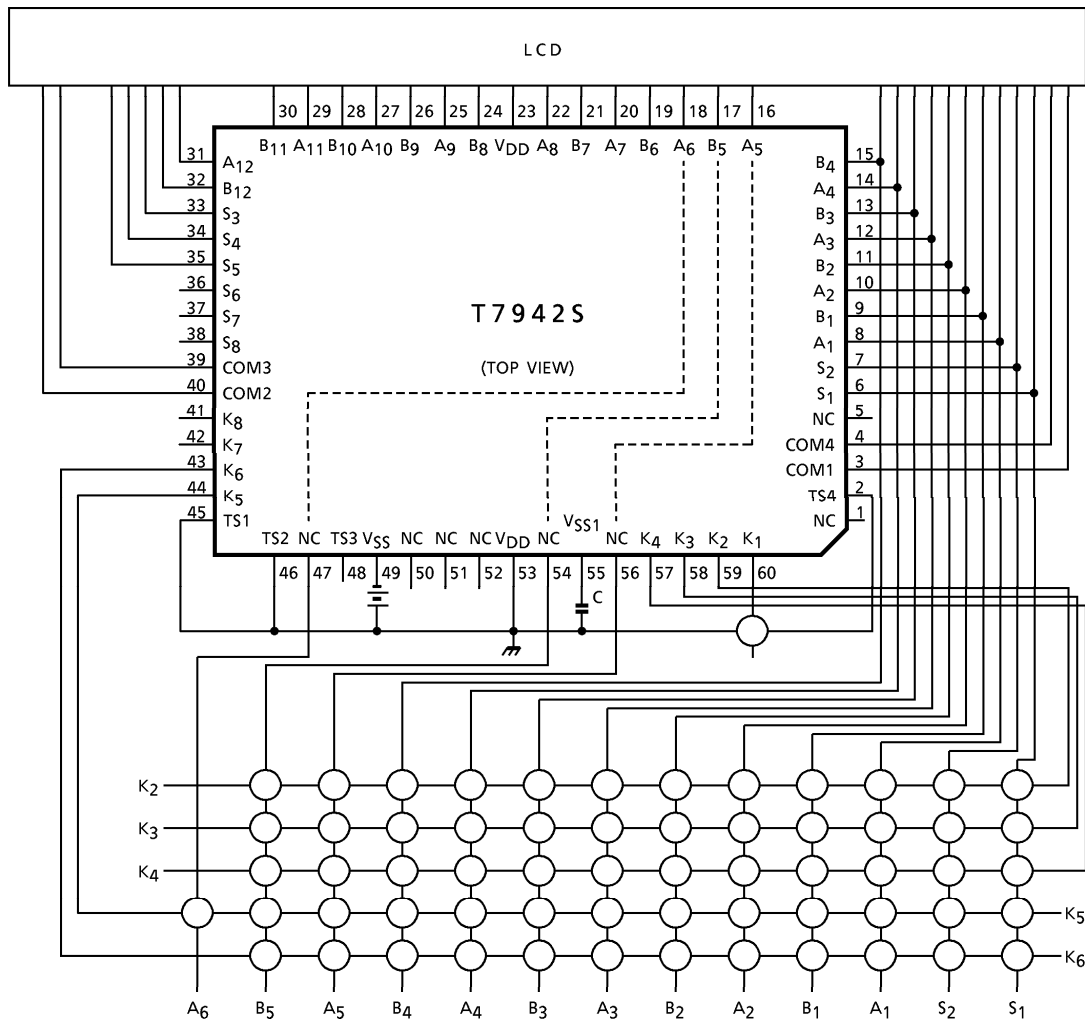 LCD
30 29 28 27 26 25 24 23 22 21 20 19 18 17 16
B11 A11 B10 A10 B9 A9 B8 VDD A8 B7 A7 B6 A6 B5 A5
31 A12
32 B12
33 S3
34 S4
35 S5
36 S6
37 S7
38 S8
39 COM3
40 COM2
41 K8
42 K7
43 K6
44 K5
45 TS1
T7942S
(TOP VIEW)
B4 15
A4 14
B3 13
A3 12
B2 11
A2 10
B1 9
A1 8
S2 7
S1 6
NC 5
COM4 4
COM1 3
TS4 2
NC 1
TS2 NC TS3 VSS NC NC NC VDD NC VSS1 NC K4 K3 K2 K1
46 47 48 49 50 51 52 53 54 55 56 57 58 59 60
C
K2
K3
K4
K5
K6
A6 B5 A5 B4 A4 B3 A3 B2 A2 B1 A1 S2 S1